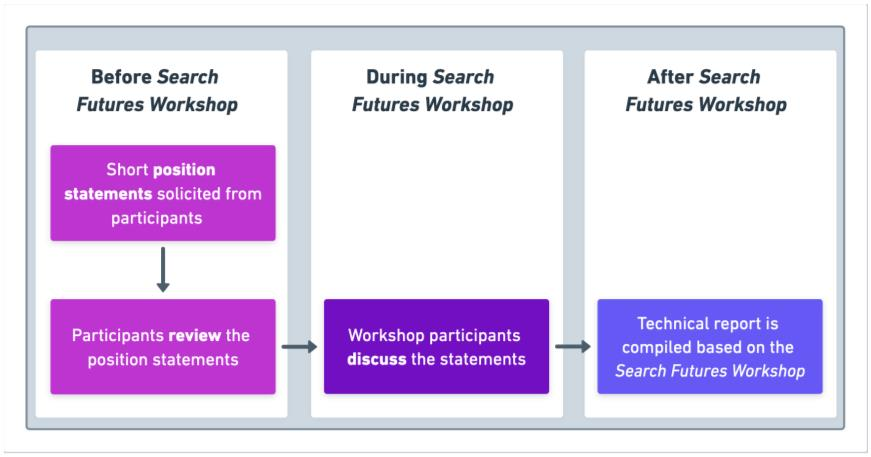 Before Search
Futures Workshop
Short position
statements solicited from
participants
Participants review the
position statements
During Search
Futures Workshop
Workshop participants
discuss the statements
After Search
Futures Workshop
Technical report is
compiled based on the
Search Futures Workshop